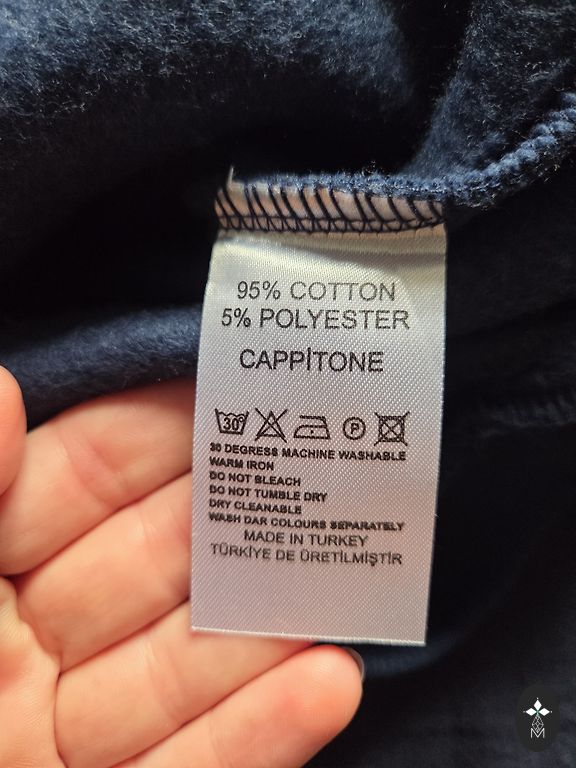 95% COTTON
5% POLYESTER
CAPPİTONE
30° P
30 DEGRESS MACHINE WASHABLE
WARM IRON
DO NOT BLEACH
DO NOT TUMBLE DRY
DRY CLEANABLE
WASH DAR COLOURS SEPARATELY
MADE IN TURKEY
TÜRKİYE DE ÜRETİLMİŞTİR
M